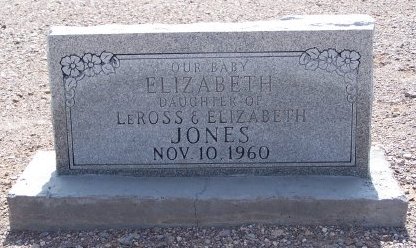 OUR BABY
ELIZABETH
DAUGHTER OF
LEROSS & ELIZABETH
JONES
NOV. 10, 1960